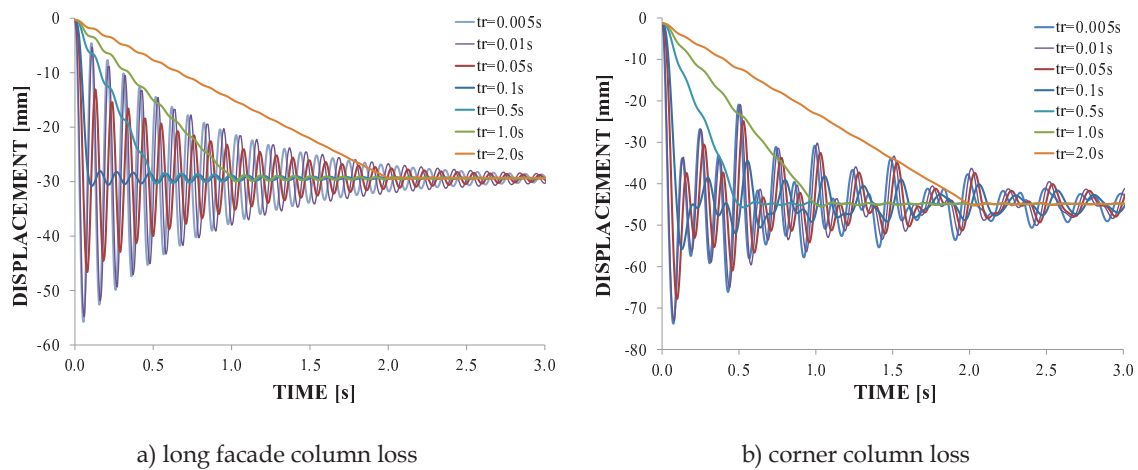 0
-10
-20
-30
-40
-50
-60
DISPLACEMENT [mm]
0.0 0.5 1.0 1.5 2.0 2.5 3.0
TIME [s]
tr=0.005s
tr=0.01s
tr=0.05s
tr=0.1s
tr=0.5s
tr=1.0s
tr=2.0s
a) long facade column loss
0
-10
-20
-30
-40
-50
-60
-70
-80
DISPLACEMENT [mm]
0.0 0.5 1.0 1.5 2.0 2.5 3.0
TIME [s]
tr=0.005s
tr=0.01s
tr=0.05s
tr=0.1s
tr=0.5s
tr=1.0s
tr=2.0s
b) corner column loss